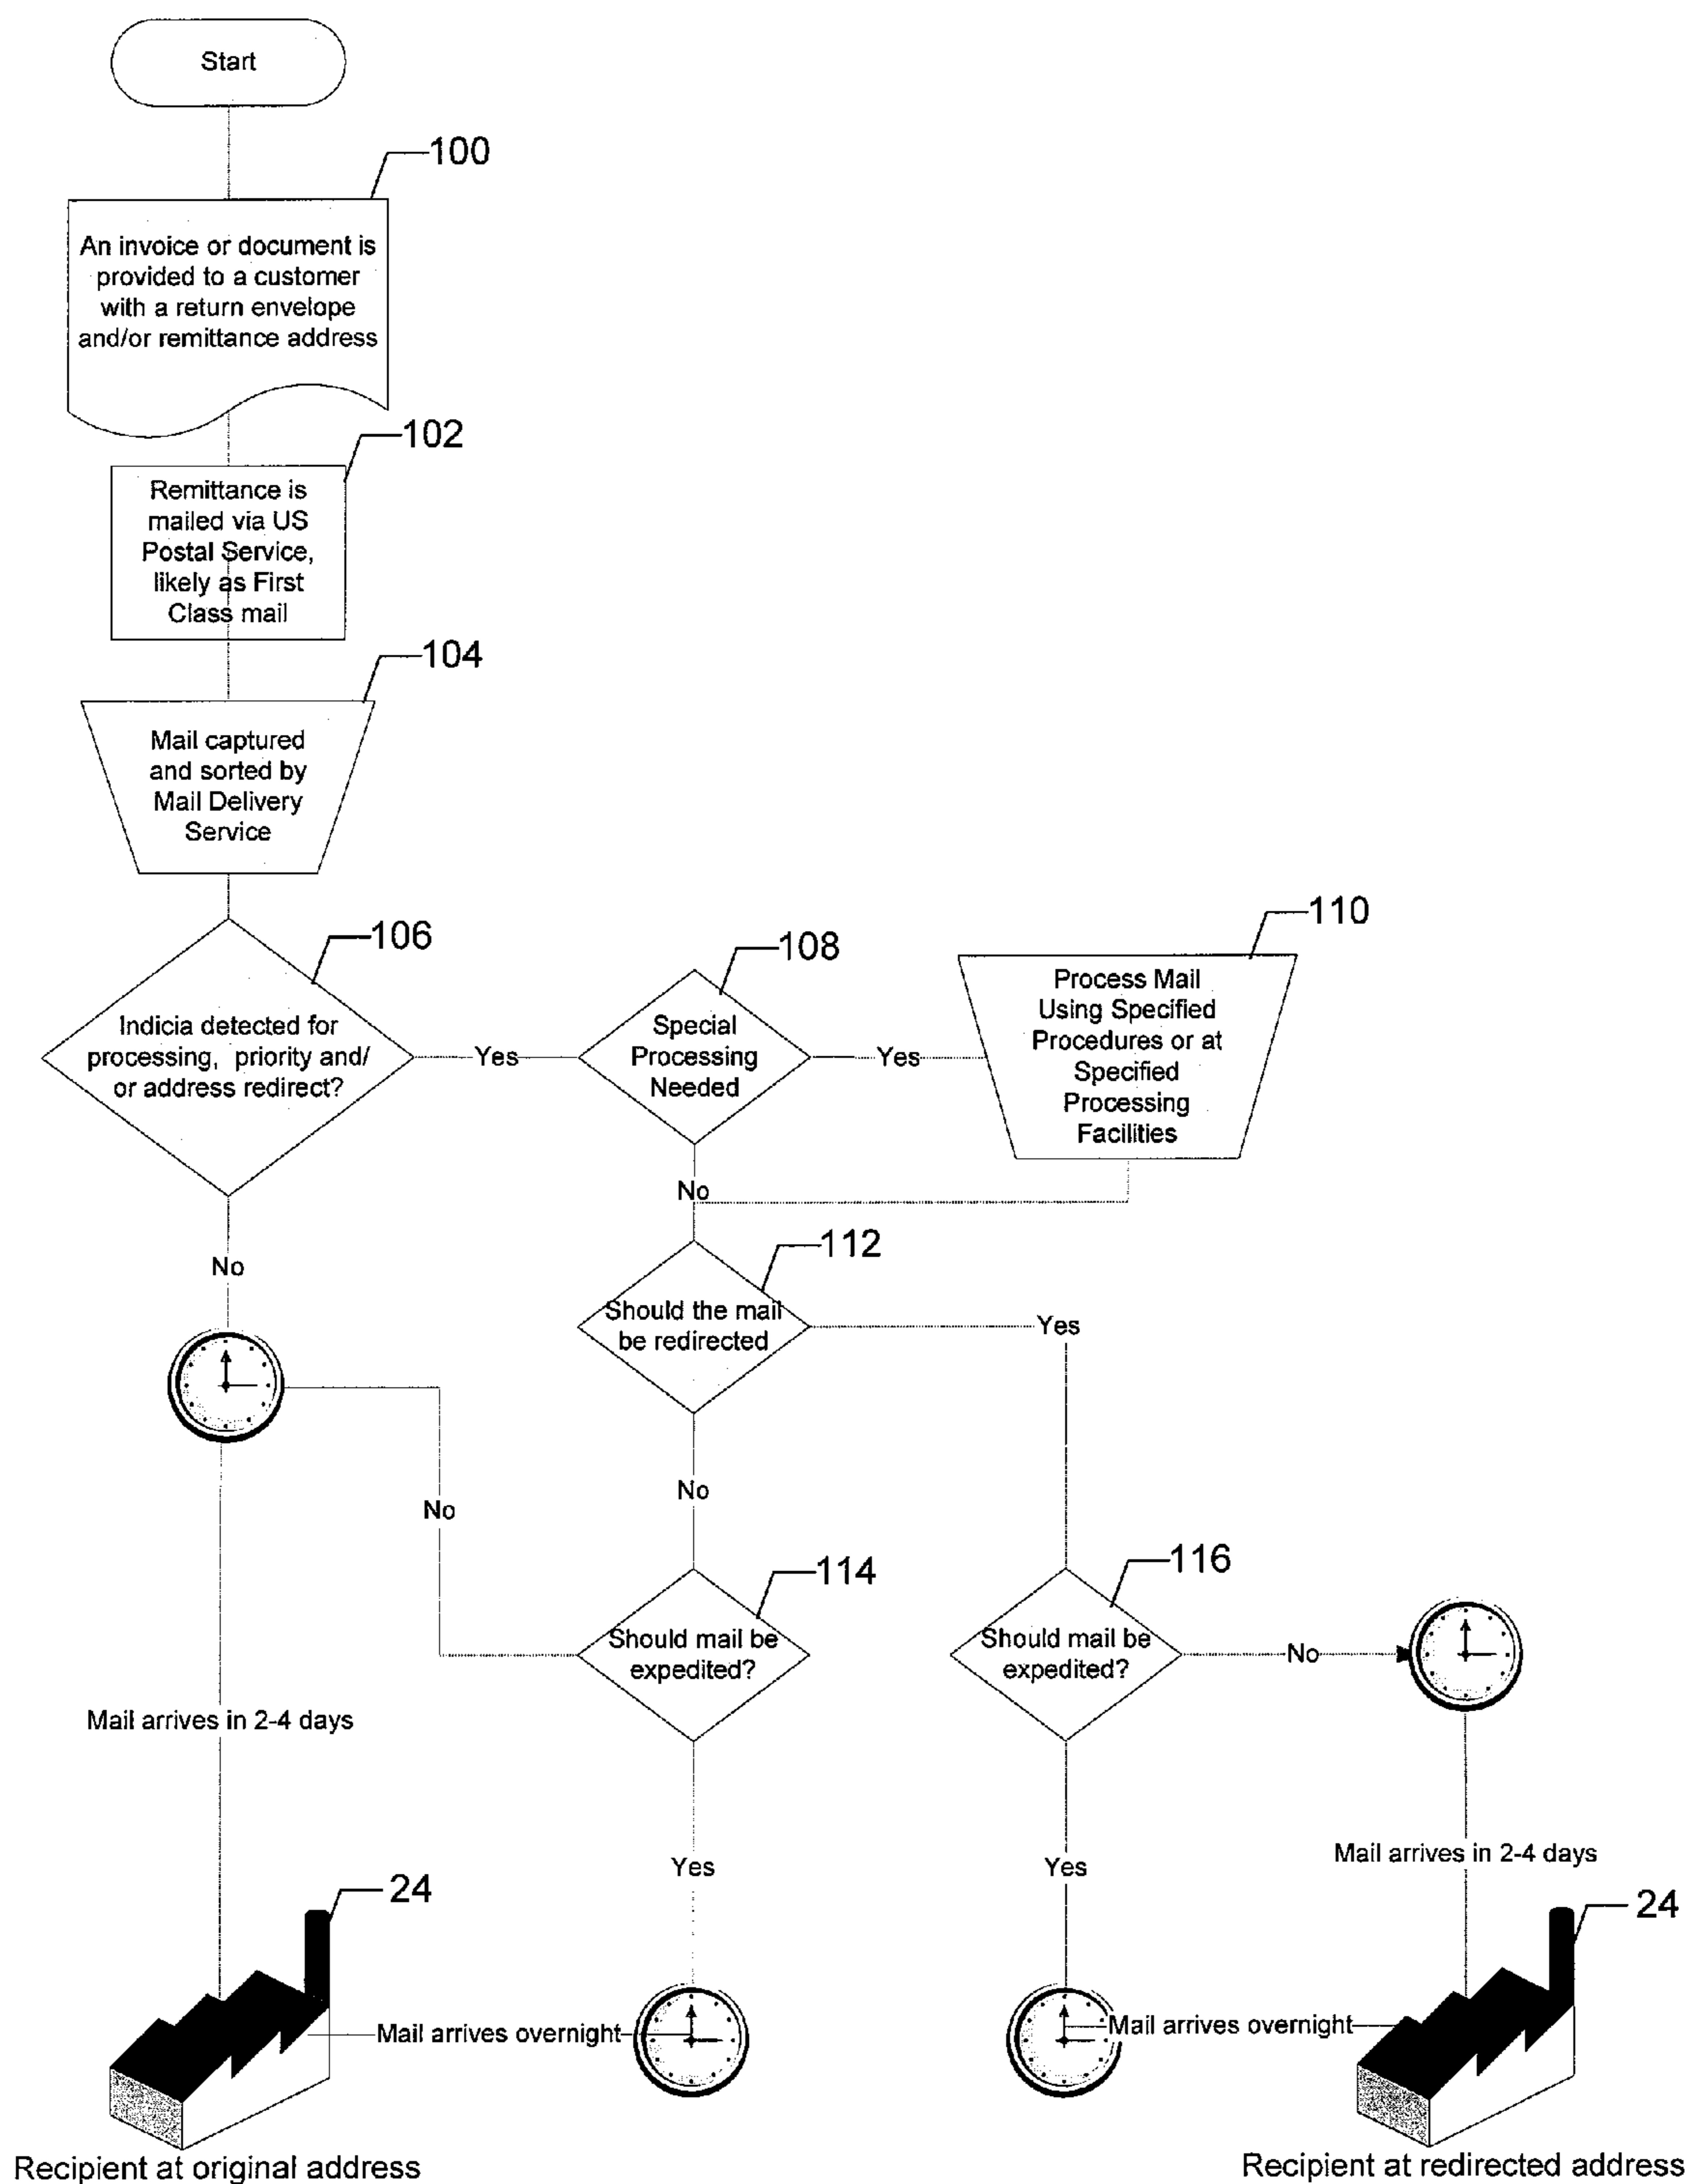 Start
100
An invoice or document is
provided to a customer
with a return envelope
and/or remittance address
102
Remittance is
mailed via US
Postal Service,
likely as First
Class mail
104
Mail captured
and sorted by
Mail Delivery
Service
106
Indicia detected for
processing, priority and/
or address redirect?
Yes
108
Special
Processing
Needed
Yes
110
Process Mail
Using Specified
Procedures or at
Specified
Processing
Facilities
No
No
112
Should the mail
be redirected
Yes
No
No
114
Should mail be
expedited?
116
Should mail be
expedited?
No
Mail arrives in 2-4 days
Yes
Yes
Mail arrives in 2-4 days
24
24
Mail arrives overnight
Mail arrives overnight
Recipient at original address
Recipient at redirected address